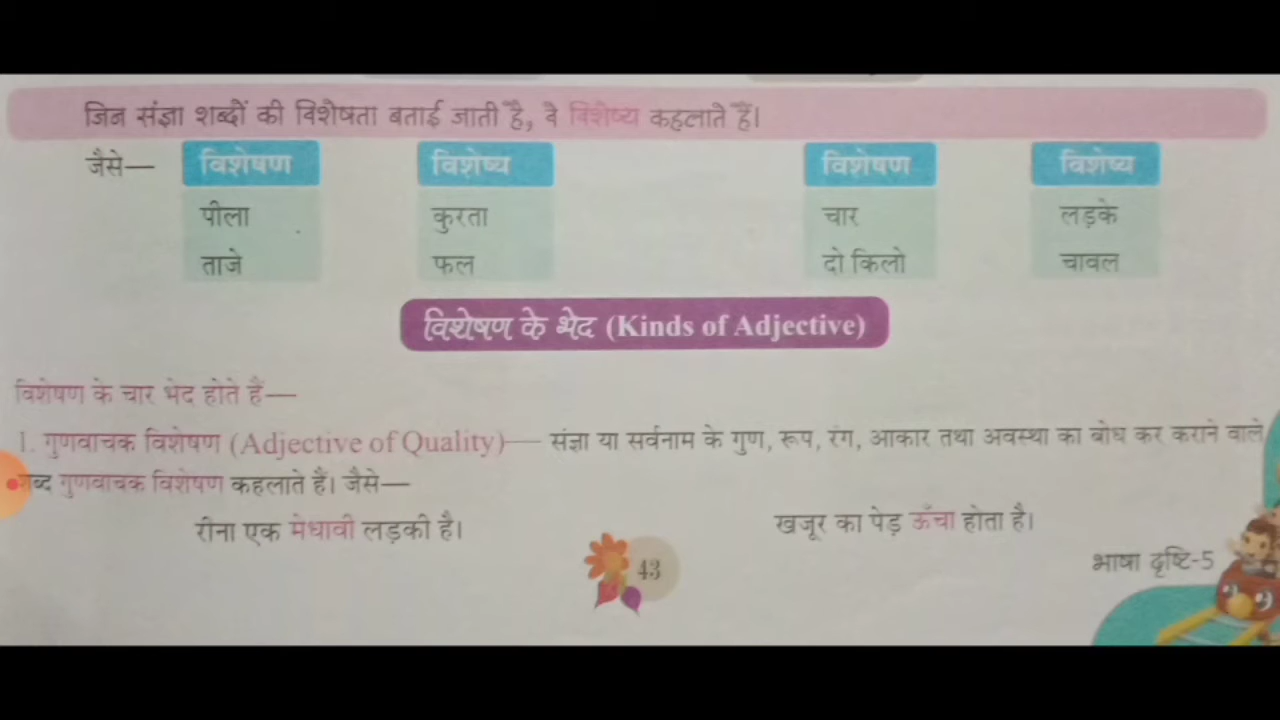 जिन संज्ञा शब्दों की विशेषता बताई जाती है, वे विशेष्य कहलाते हैं।
जैसे— विशेषण विशेष्य विशेषण विशेष्य
पीला कुरता चार लड़के
ताजे फल दो किलो चावल
विशेषण के भेद (Kinds of Adjective)
विशेषण के चार भेद होते हैं—
1. गुणवाचक विशेषण (Adjective of Quality)— संज्ञा या सर्वनाम के गुण, रूप, रंग, आकार तथा अवस्था का बोध कर कराने वाले
शब्द गुणवाचक विशेषण कहलाते हैं। जैसे—
रीना एक मेधावी लड़की है। खजूर का पेड़ ऊँचा होता है।
43
भाषा दृष्टि-5